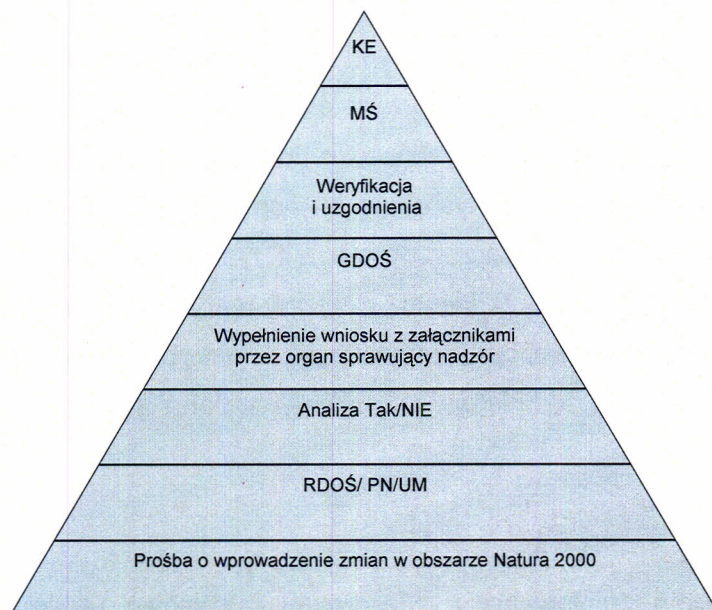 KE
MŚ
Weryfikacja
i uzgodnienia
GDOŚ
Wypełnienie wniosku z załącznikami
przez organ sprawujący nadzór
Analiza Tak/NIE
RDOŚ/ PN/UM
Prośba o wprowadzenie zmian w obszarze Natura 2000